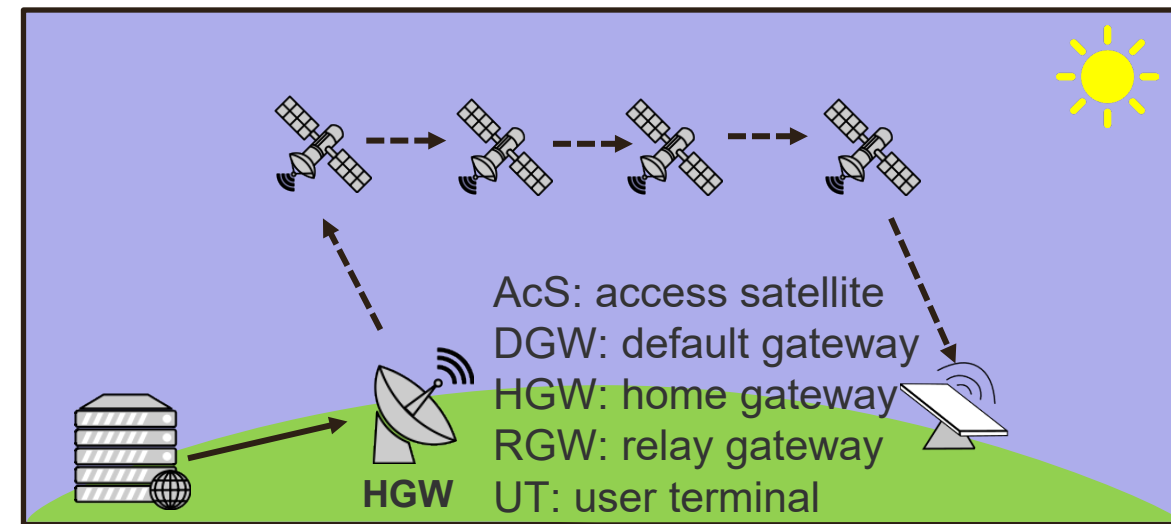 AcS: access satellite
DGW: default gateway
HGW: home gateway
RGW: relay gateway
HGW
UT: user terminal